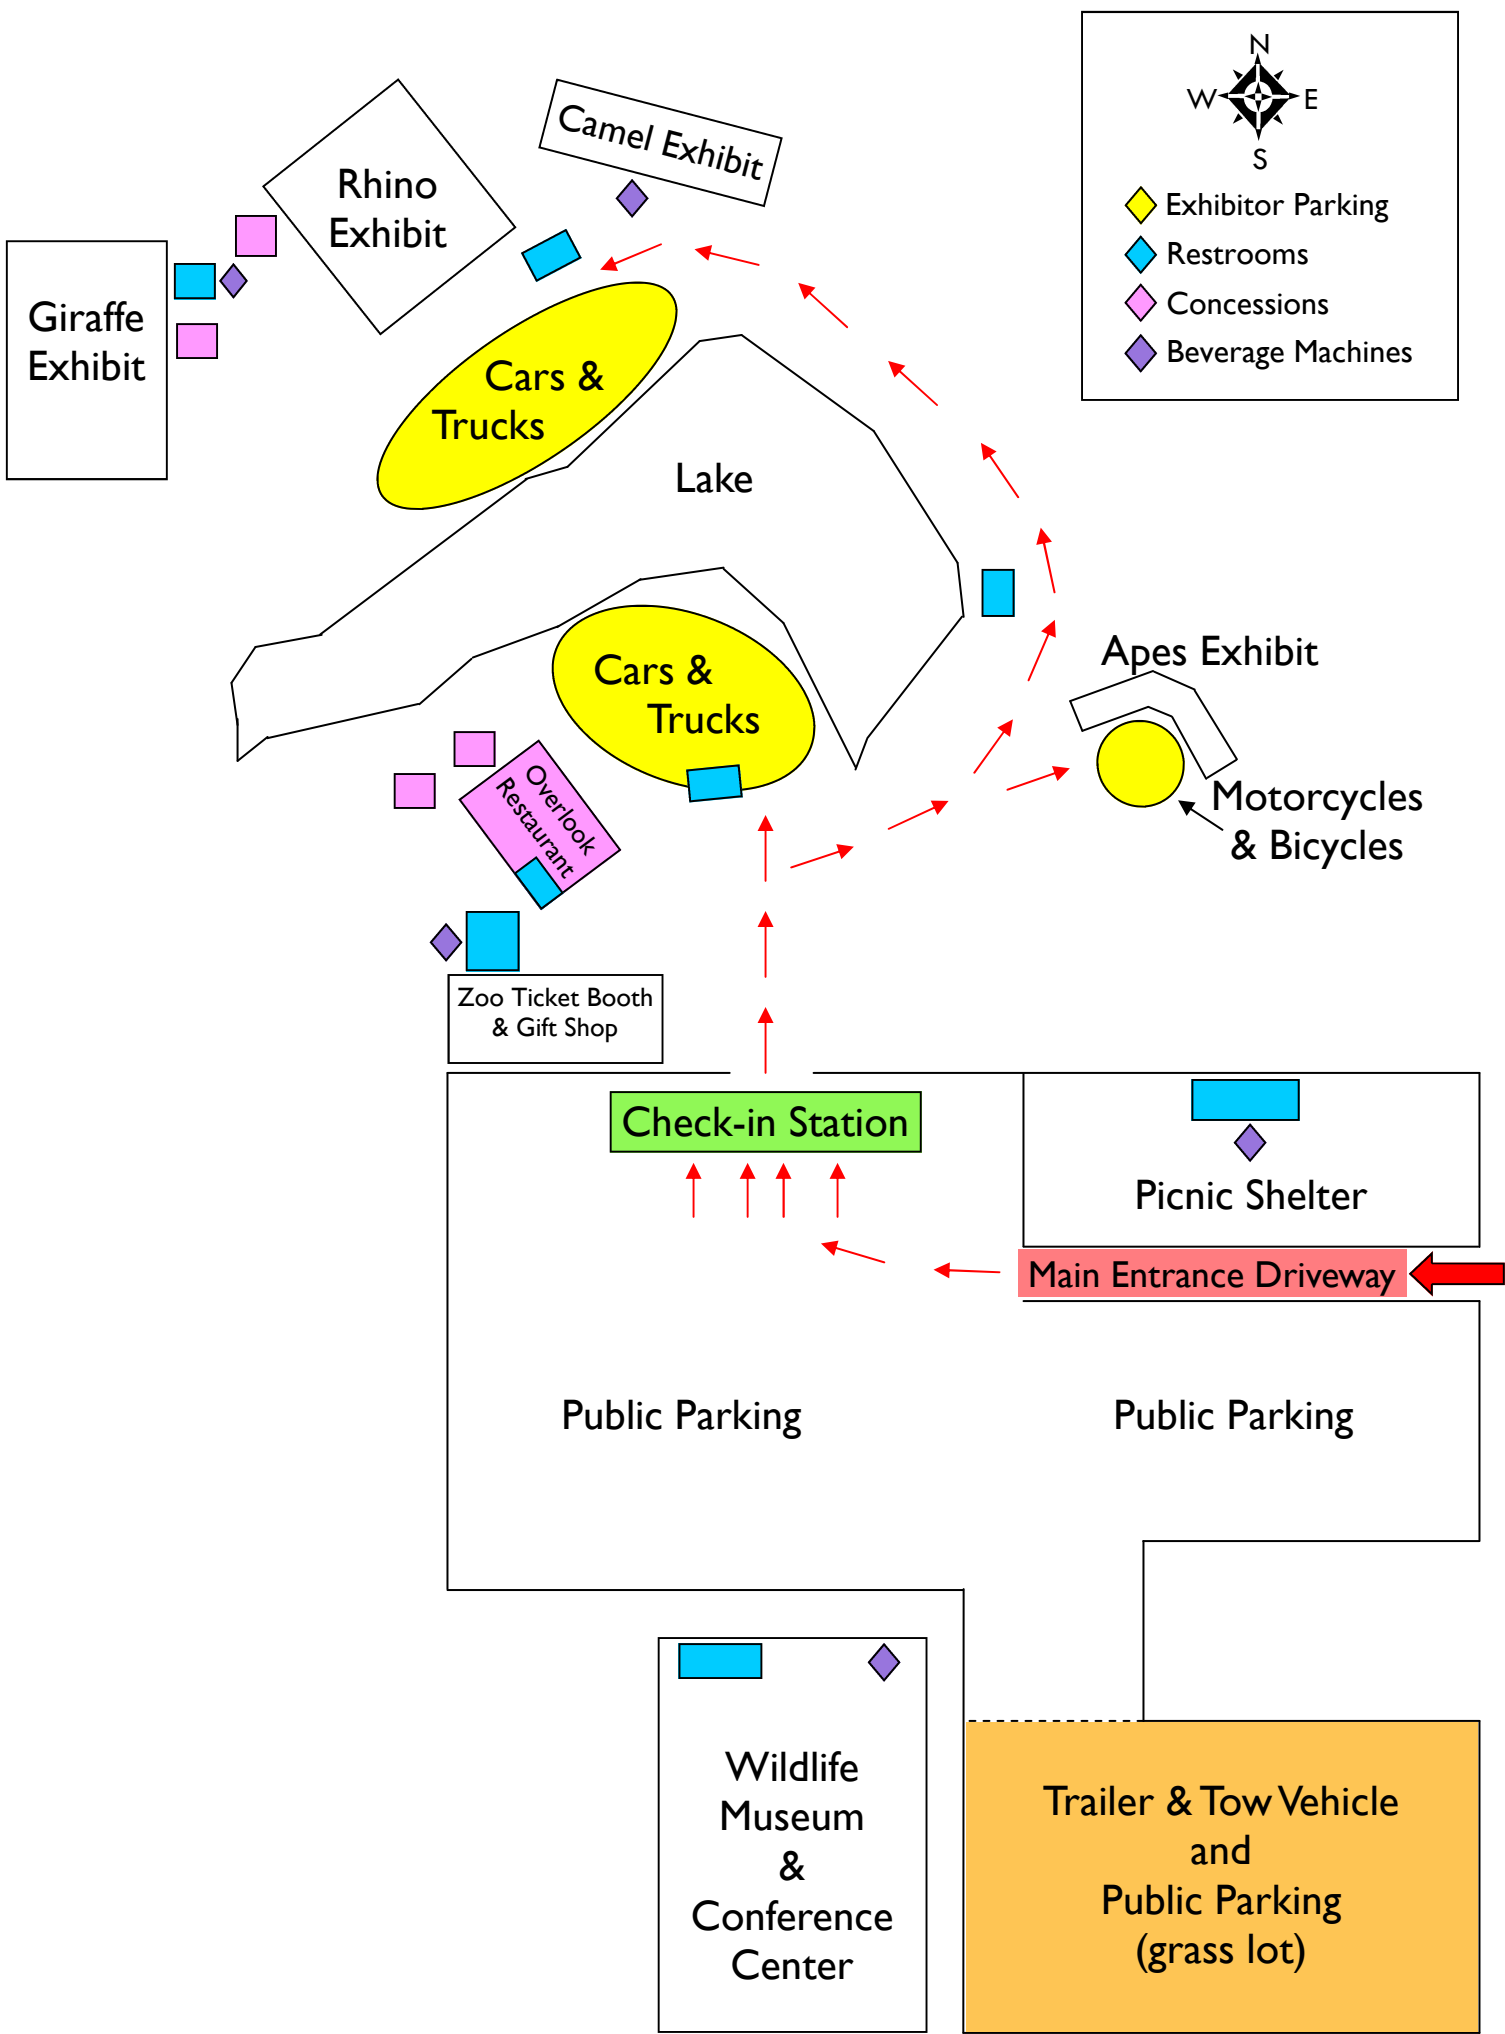 N
W E
S
Exhibitor Parking
Restrooms
Concessions
Beverage Machines
Camel Exhibit
Rhino
Exhibit
Giraffe
Exhibit
Cars &
Trucks
Lake
Apes Exhibit
Cars &
Trucks
Motorcycles
& Bicycles
Overlook
Restaurant
Zoo Ticket Booth
& Gift Shop
Check-in Station
Picnic Shelter
Main Entrance Driveway
Public Parking
Public Parking
Wildlife
Museum
&
Conference
Center
Trailer & Tow Vehicle
and
Public Parking
(grass lot)